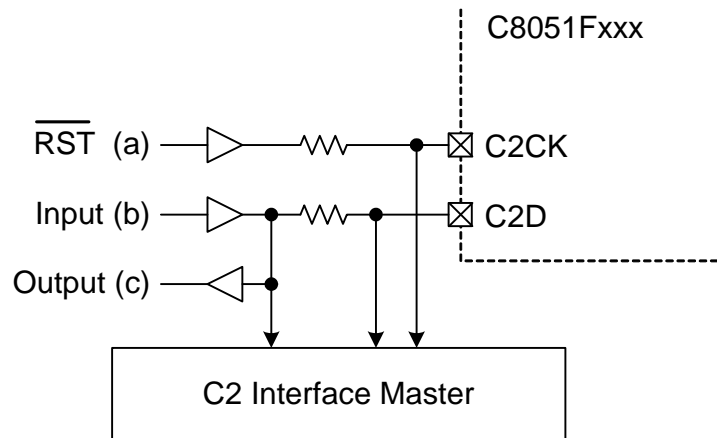 C8051Fxxx
RST (a)
C2CK
Input (b)
C2D
Output (c)
C2 Interface Master